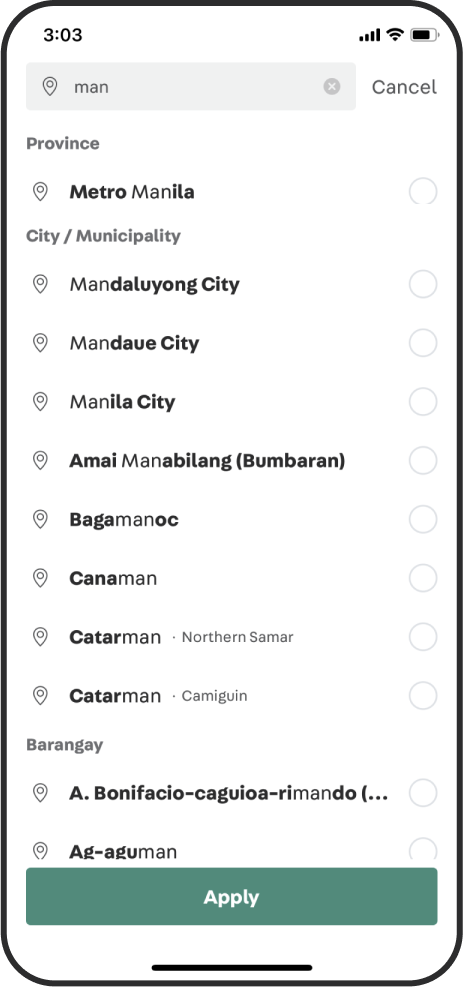 3:03
man
Cancel
Province
Metro Manila
City / Municipality
Mandaluyong City
Mandaue City
Manila City
Amai Manabilang (Bumbaran)
Bagamanoc
Canaman
Catarman · Northern Samar
Catarman · Camiguin
Barangay
A. Bonifacio-caguioa-rimando (...
Ag-aguman
Apply